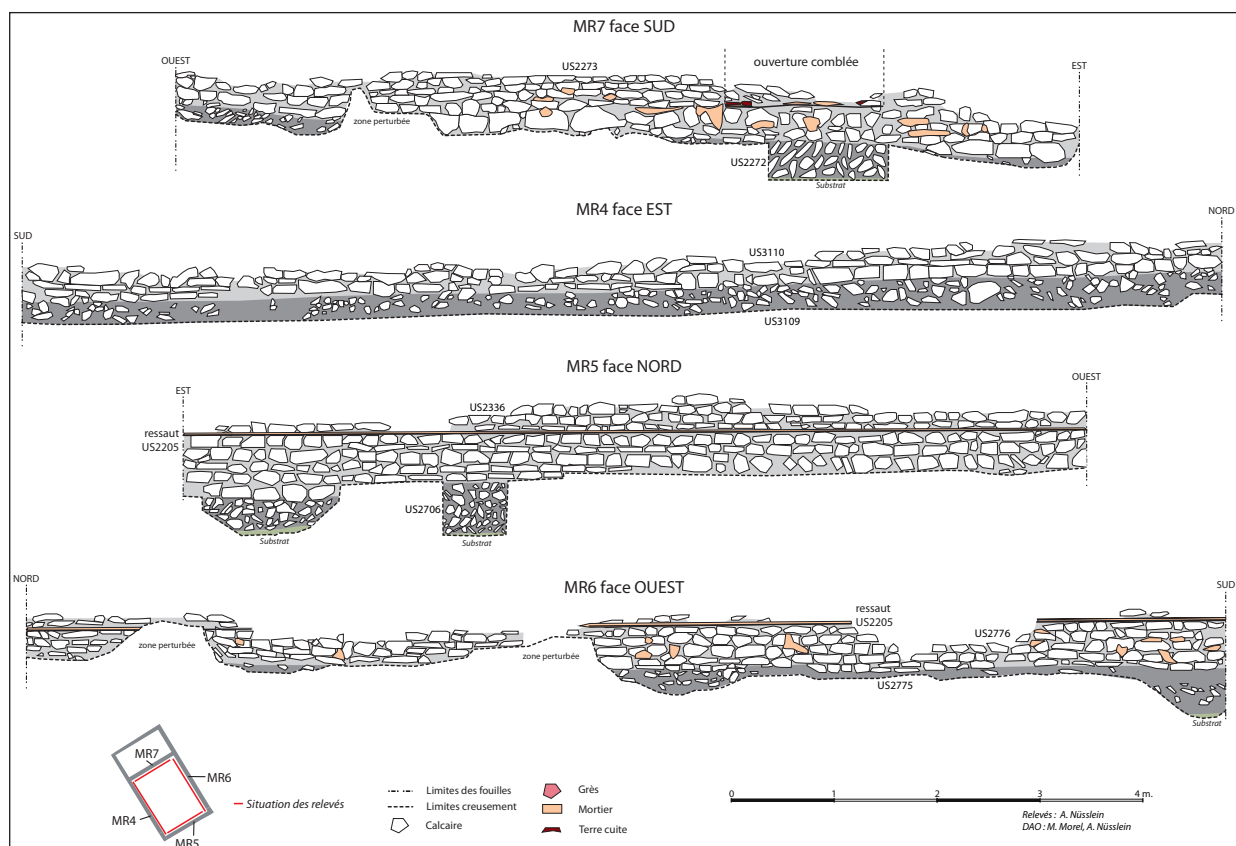 MR7 face SUD
OUEST
US2273
ouverture comblée
EST
zone perturbée
US2272
Substrat
MR4 face EST
SUD
NORD
US3110
US3109
MR5 face NORD
EST
OUEST
US2336
ressaut
US2205
US2706
Substrat
Substrat
MR6 face OUEST
NORD
SUD
ressaut
US2205
US2776
zone perturbée
zone perturbée
US2775
Substrat
MR7
MR6
MR4
MR5
Situation des relevés
Limites des fouilles
Limites creusement
Calcaire
Grès
Mortier
Terre cuite
0 1 2 3 4 m.
Relevés : A. Nüsslein
DAO : M. Morel, A. Nüsslein